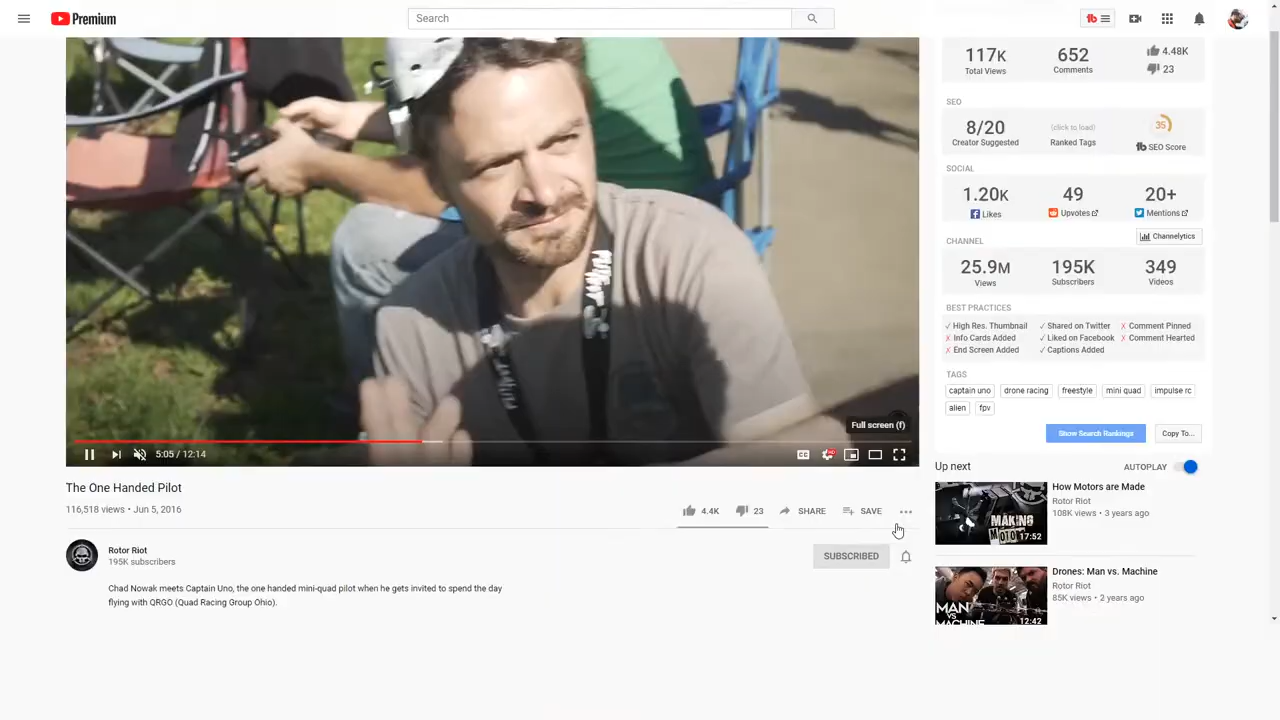 Premium
Search
117K
Total Views
652
Comments
4.48K
23
SEO
8/20
Creator Suggested
(click to load)
Ranked Tags
35
tb SEO Score
SOCIAL
1.20K
Likes
49
Upvotes
20+
Mentions
CHANNEL
Channelytics
25.9M
Views
195K
Subscribers
349
Videos
BEST PRACTICES
✓ High Res. Thumbnail ✓ Shared on Twitter ✗ Comment Pinned
✗ Info Cards Added ✓ Liked on Facebook ✗ Comment Hearted
✗ End Screen Added ✓ Captions Added
TAGS
captain uno drone racing freestyle mini quad impulse rc
alien fpv
Show Search Rankings Copy To...
Full screen (f)
5:05 / 12:14
CC
The One Handed Pilot
116,518 views • Jun 5, 2016
4.4K 23 SHARE SAVE
Rotor Riot
195K subscribers
SUBSCRIBED
Chad Nowak meets Captain Uno, the one handed mini-quad pilot when he gets invited to spend the day
flying with QRGO (Quad Racing Group Ohio).
Up next
AUTOPLAY
How Motors are Made
Rotor Riot
108K views • 3 years ago
MAKING
17:52
Drones: Man vs. Machine
Rotor Riot
85K views • 2 years ago
MAN
VS
MACHINE
12:42